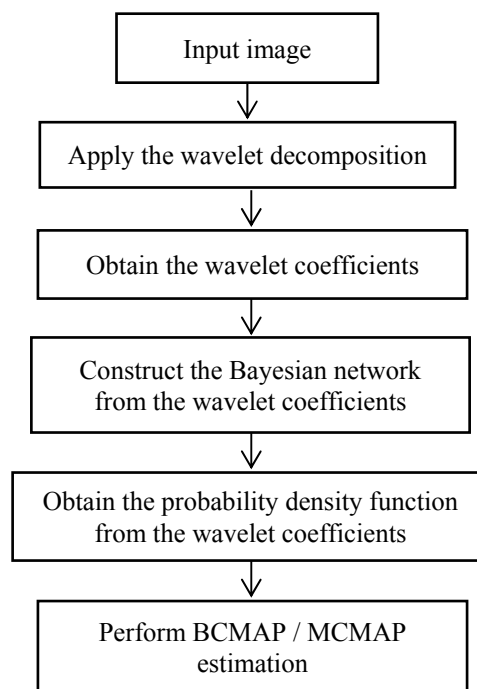 Input image
Apply the wavelet decomposition
Obtain the wavelet coefficients
Construct the Bayesian network
from the wavelet coefficients
Obtain the probability density function
from the wavelet coefficients
Perform BCMAP / MCMAP
estimation